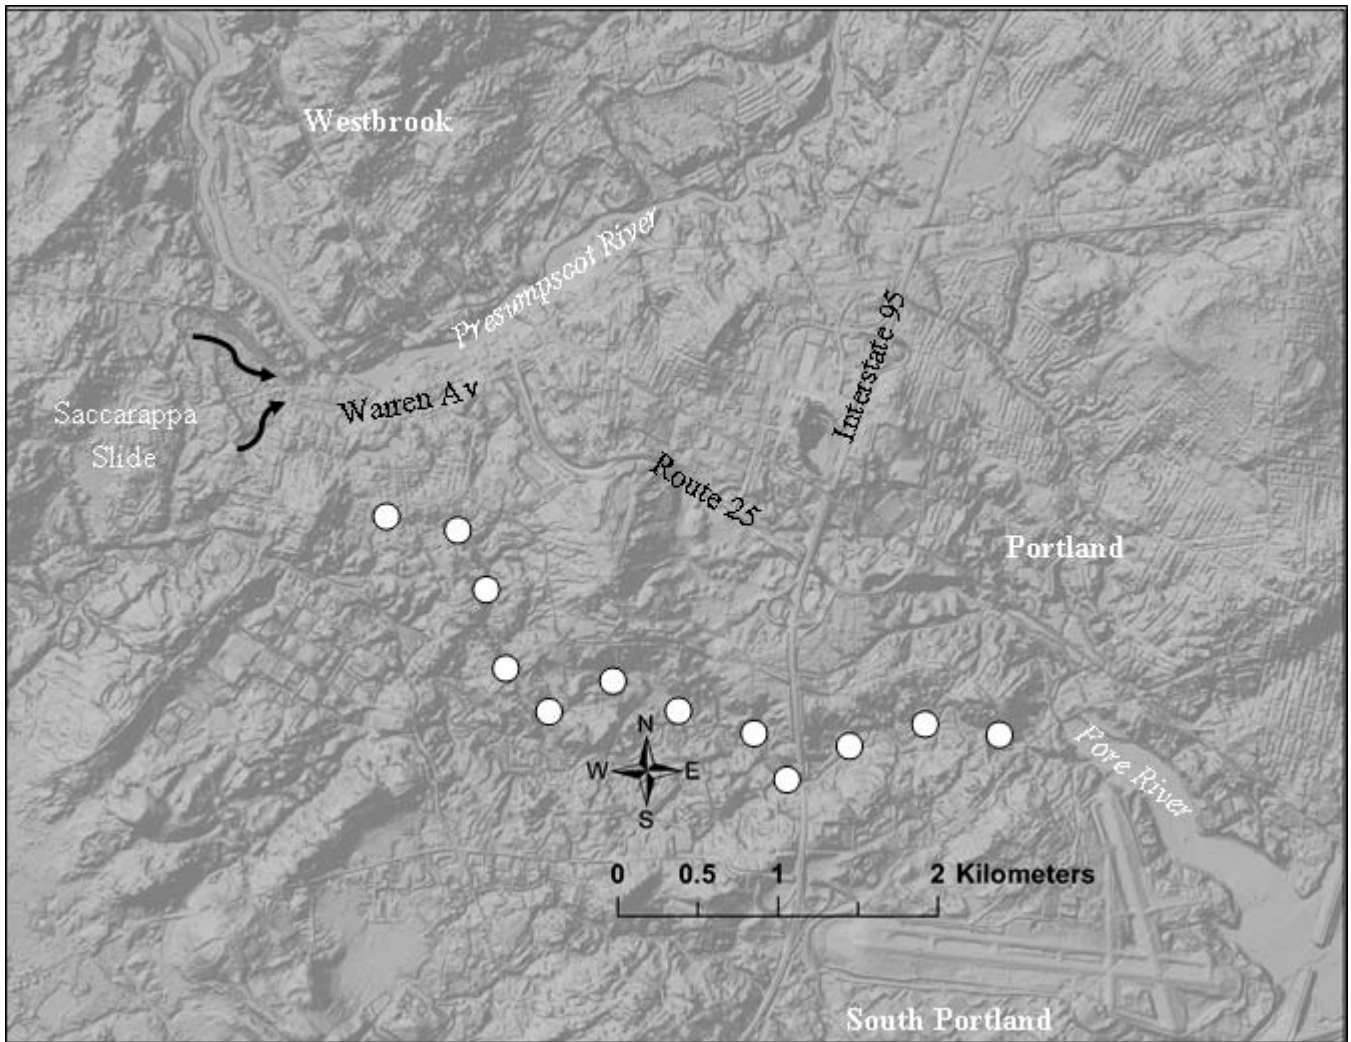 Westbrook
Presumpscot River
Interstate 95
Warren Av
Saccarappa
Slide
Route 25
Portland
N
W E
S
Fore River
0 0.5 1 2 Kilometers
South Portland